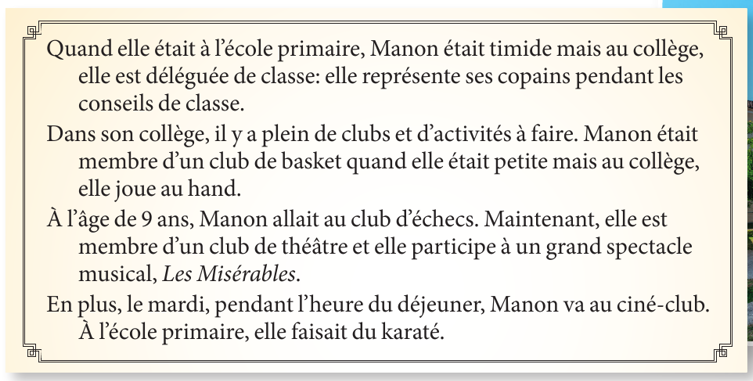 Quand elle était à l'école primaire, Manon était timide mais au collège,
elle est déléguée de classe: elle représente ses copains pendant les
conseils de classe.
Dans son collège, il y a plein de clubs et d'activités à faire. Manon était
membre d'un club de basket quand elle était petite mais au collège,
elle joue au hand.
À l'âge de 9 ans, Manon allait au club d'échecs. Maintenant, elle est
membre d'un club de théâtre et elle participe à un grand spectacle
musical, Les Misérables.
En plus, le mardi, pendant l'heure du déjeuner, Manon va au ciné-club.
À l'école primaire, elle faisait du karaté.